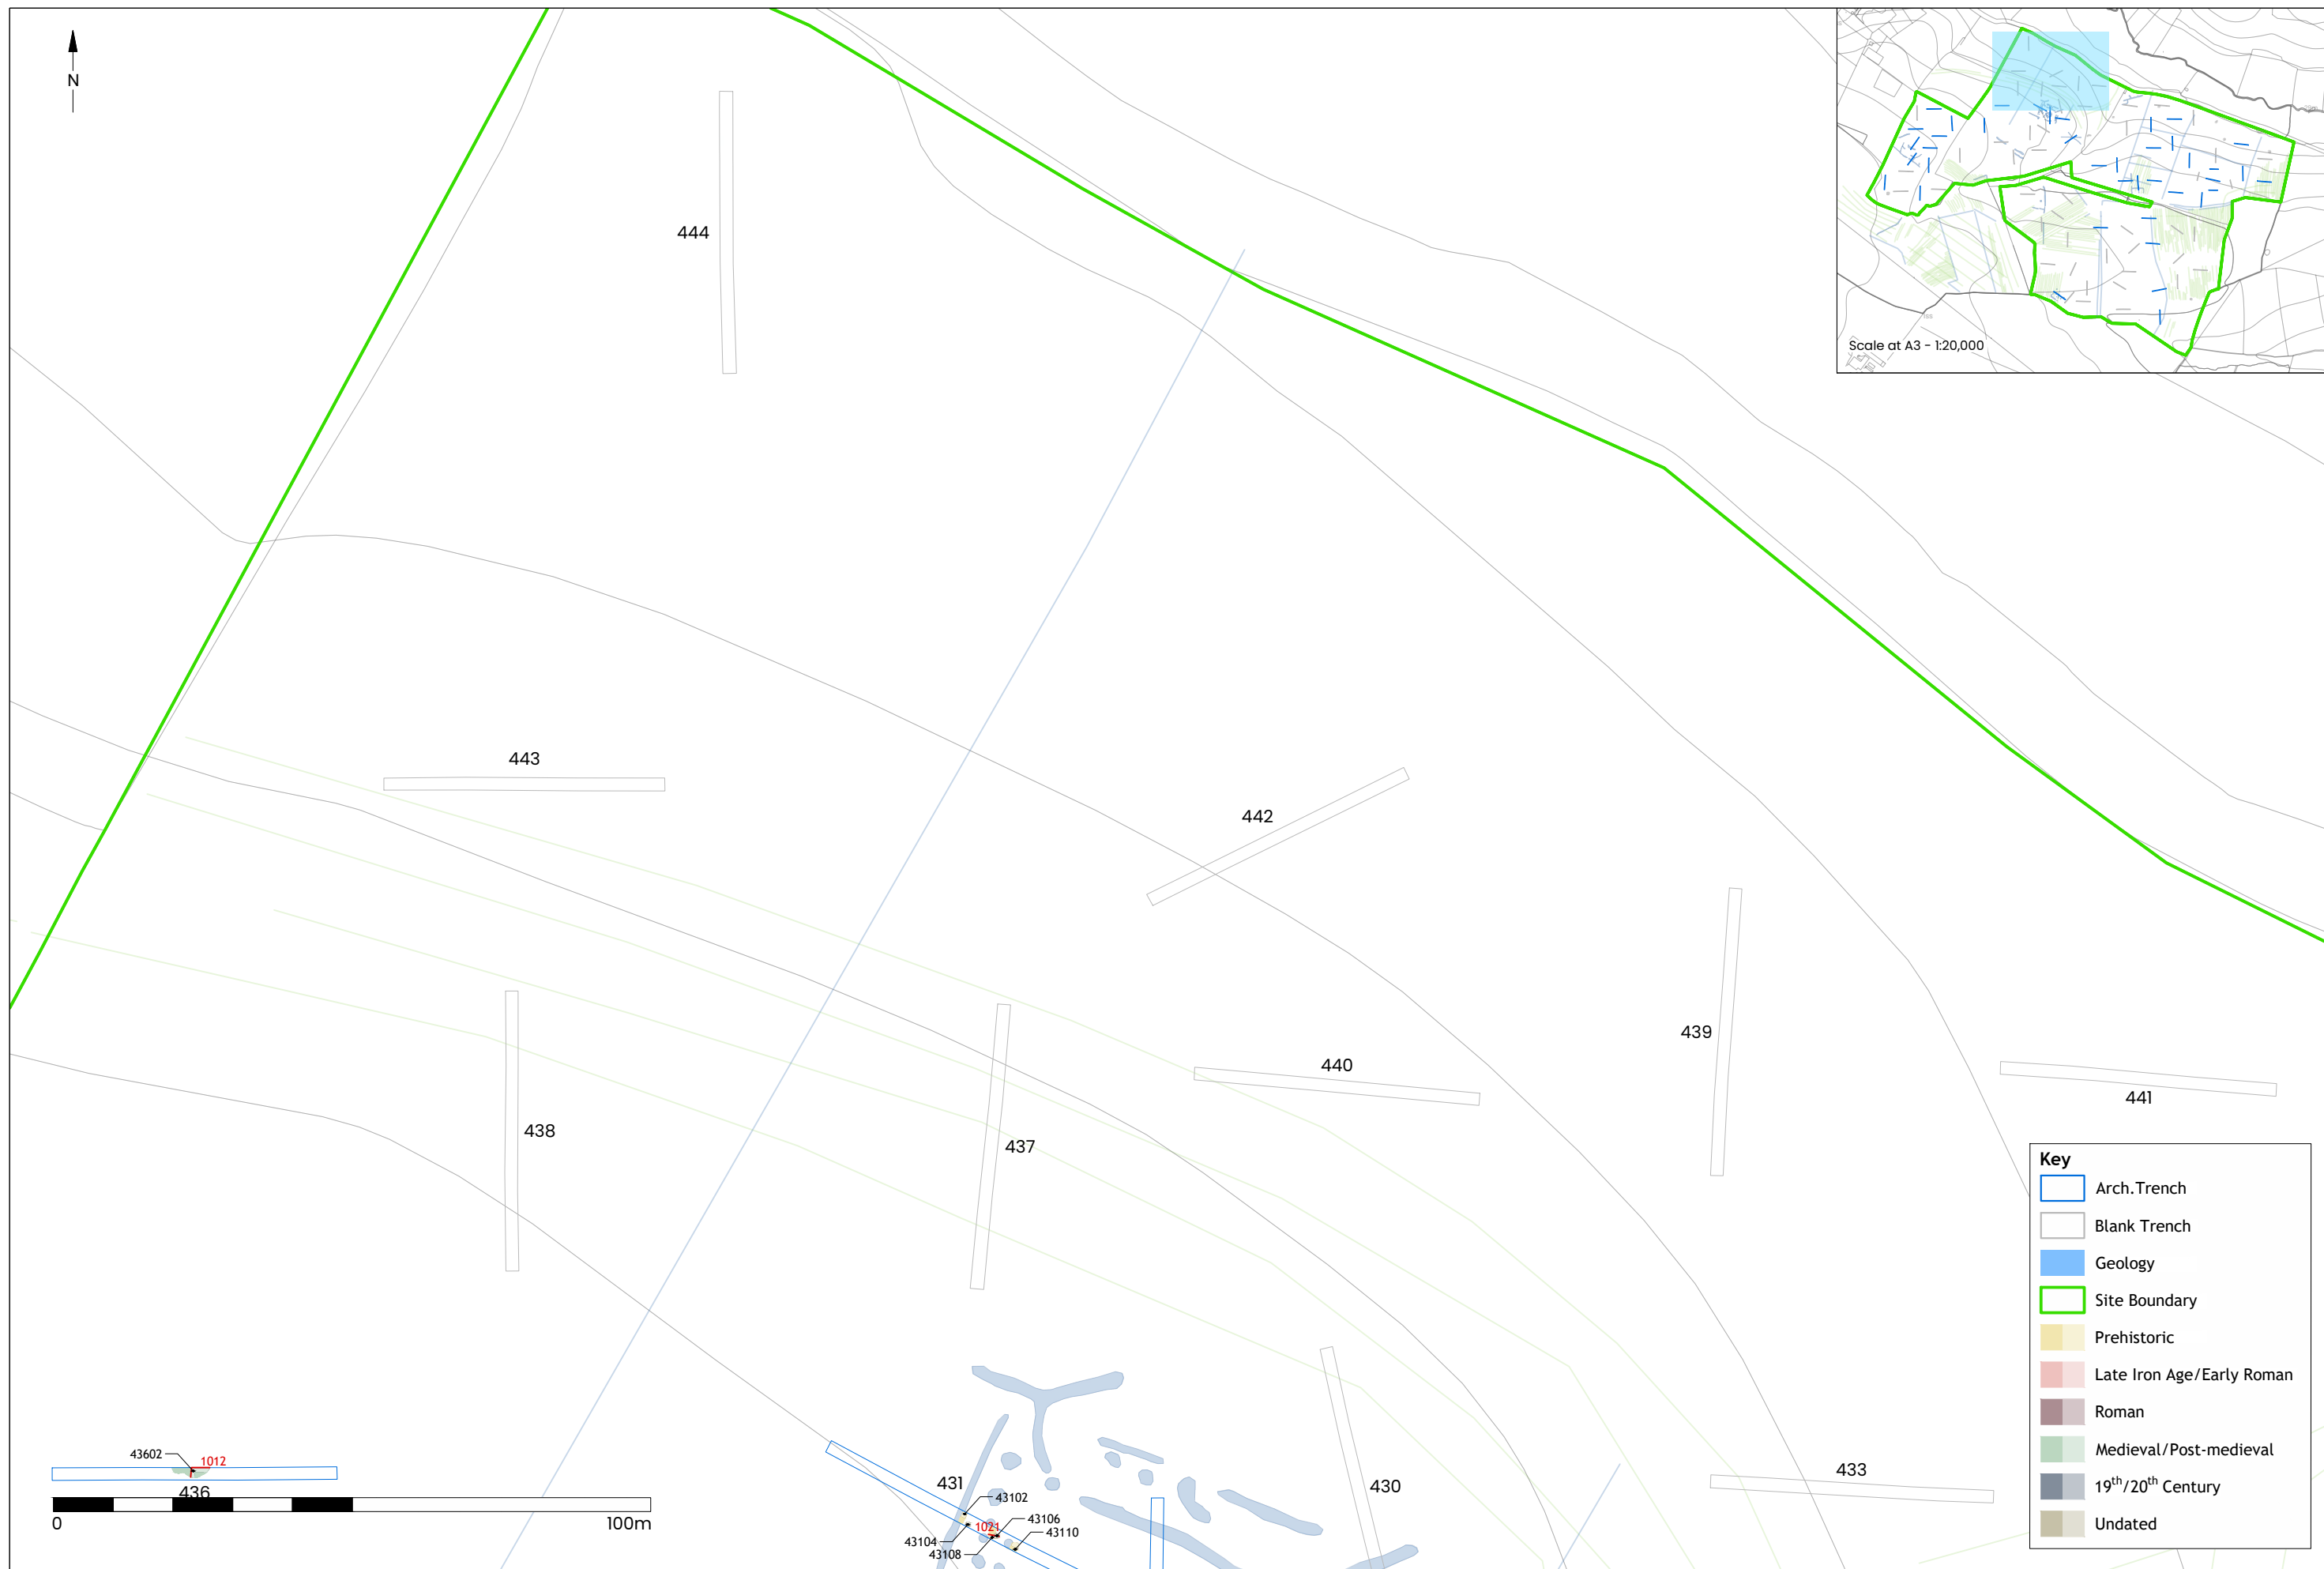 N
Scale at A3 - 1:20,000
444
443
442
439
440
441
438
437
433
430
431
43602
1012
436
0
100m
43102
1021
43106
43104
43110
43108
Key
Arch.Trench
Blank Trench
Geology
Site Boundary
Prehistoric
Late Iron Age/Early Roman
Roman
Medieval/Post-medieval
19th/20th Century
Undated